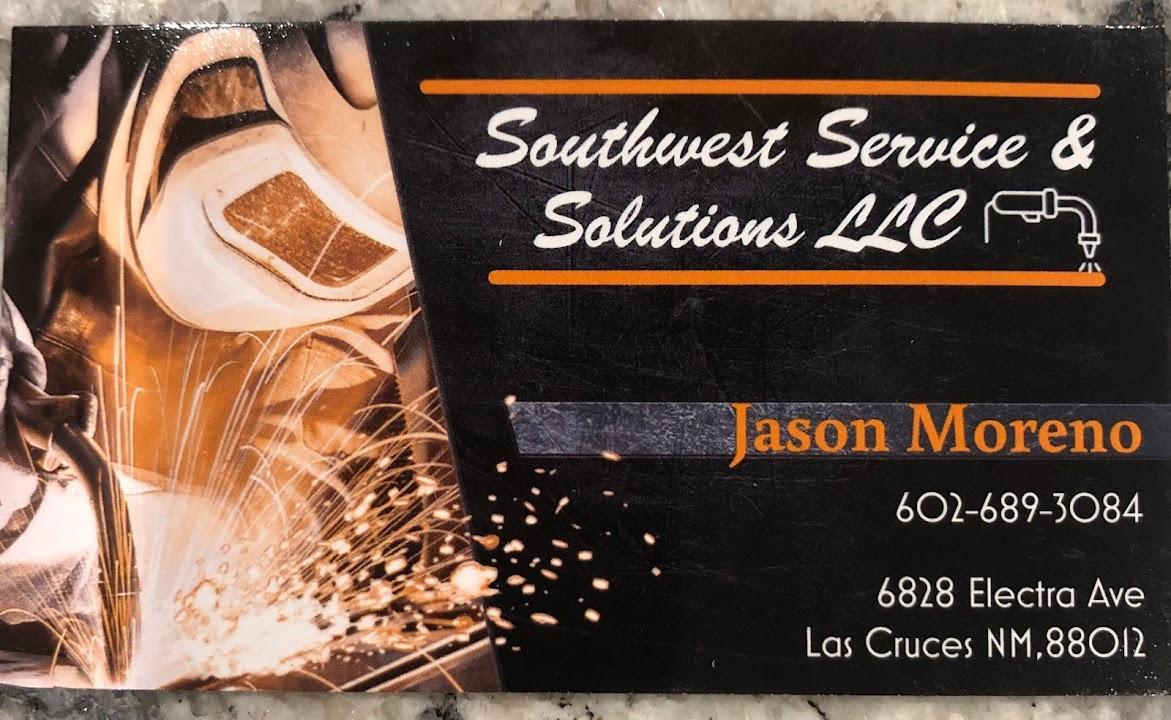 Southwest Service &
Solutions LLC
Jason Moreno
602-689-3084
6828 Electra Ave
Las Cruces NM,88012